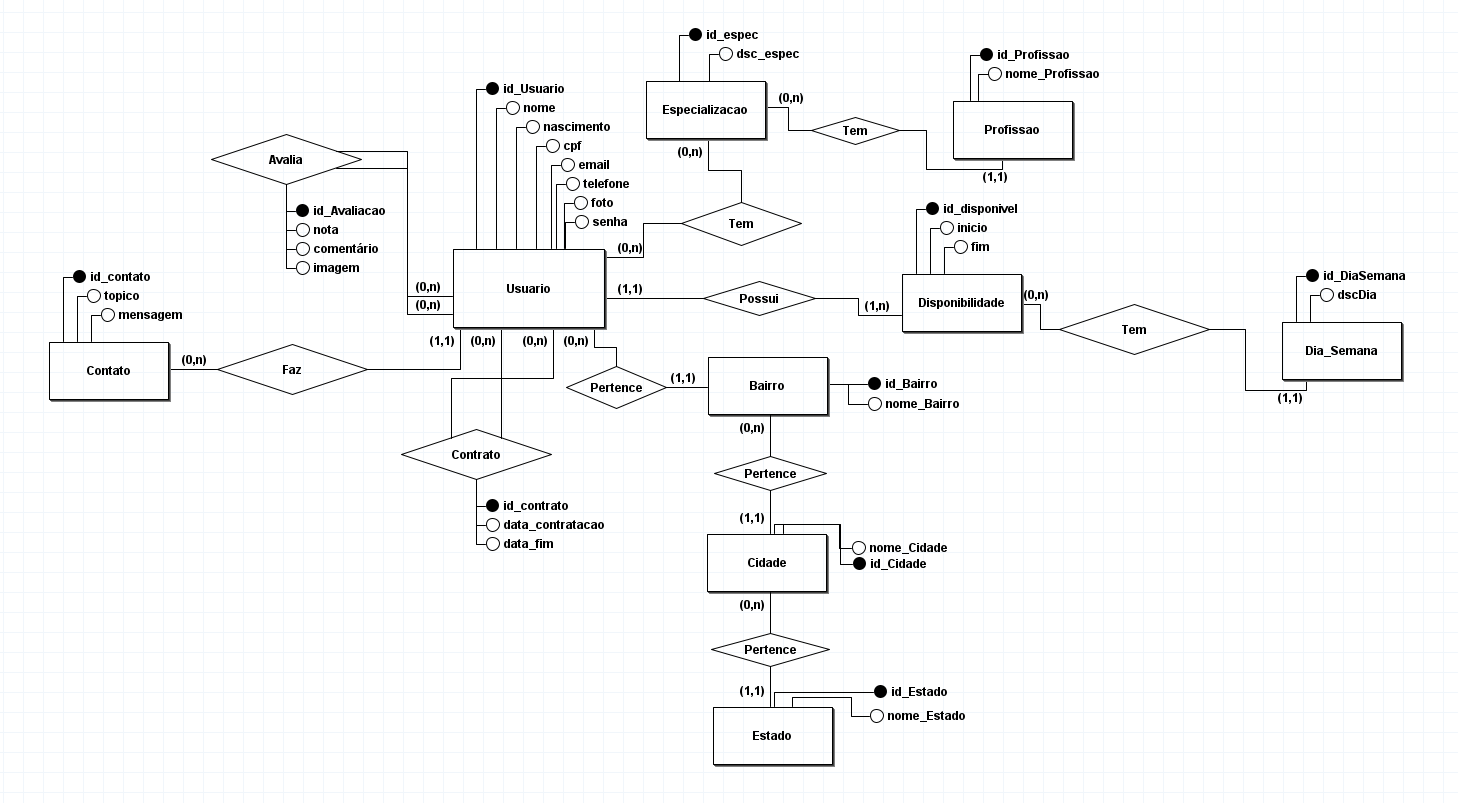 id_espec
dsc_espec
Especializacao
(0,n)
(0,n)
Tem
id_Profissao
nome_Profissao
Profissao
(1,1)
id_Usuario
nome
nascimento
cpf
email
telefone
foto
senha
Usuario
Avalia
id_Avaliacao
nota
comentário
imagem
(0,n)
(0,n)
Tem
(0,n)
(1,1)
Possui
(1,n)
id_disponivel
inicio
fim
Disponibilidade
(0,n)
Tem
id_DiaSemana
dscDia
Dia_Semana
(1,1)
id_contato
topico
mensagem
Contato
(0,n)
Faz
(1,1)
(0,n)
(0,n)
(0,n)
Pertence
(1,1)
Bairro
id_Bairro
nome_Bairro
Contrato
id_contrato
data_contratacao
data_fim
(0,n)
Pertence
(1,1)
Cidade
nome_Cidade
id_Cidade
(0,n)
Pertence
(1,1)
id_Estado
nome_Estado
Estado